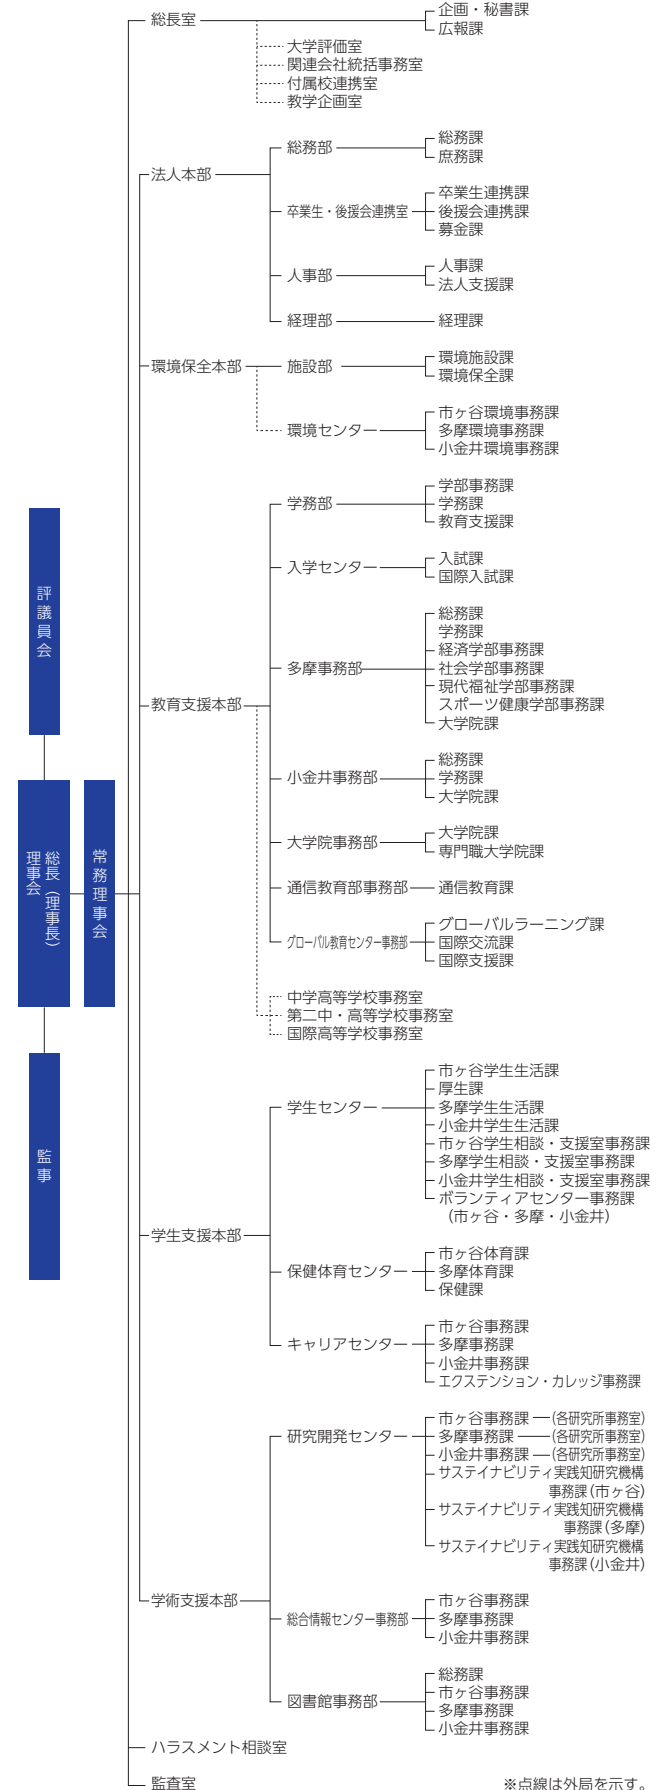 総長室
企画・秘書課
広報課
大学評価室
関連会社統括事務室
付属校連携室
教学企画室
法人本部
総務部
総務課
庶務課
卒業生・後援会連携室
卒業生連携課
後援会連携課
募金課
人事部
人事課
法人支援課
経理部
経理課
環境保全本部
施設部
環境施設課
環境保全課
環境センター
市ヶ谷環境事務課
多摩環境事務課
小金井環境事務課
評議員会
総長（理事長）
理事会
常務理事会
監事
教育支援本部
学務部
学部事務課
学務課
教育支援課
入学センター
入試課
国際入試課
多摩事務部
総務課
学務課
経済学部事務課
社会学部事務課
現代福祉学部事務課
スポーツ健康学部事務課
大学院課
小金井事務部
総務課
学務課
大学院課
大学院事務部
大学院課
専門職大学院課
通信教育部事務部
通信教育課
グローバル教育センター事務部
グローバルラーニング課
国際交流課
国際支援課
中学高等学校事務室
第二中・高等学校事務室
国際高等学校事務室
学生支援本部
学生センター
市ヶ谷学生生活課
厚生課
多摩学生生活課
小金井学生生活課
市ヶ谷学生相談・支援室事務課
多摩学生相談・支援室事務課
小金井学生相談・支援室事務課
ボランティアセンター事務課
（市ヶ谷・多摩・小金井）
保健体育センター
市ヶ谷体育課
多摩体育課
保健課
キャリアセンター
市ヶ谷事務課
多摩事務課
小金井事務課
エクステンション・カレッジ事務課
学術支援本部
研究開発センター
市ヶ谷事務課 (各研究所事務室)
多摩事務課 (各研究所事務室)
小金井事務課 (各研究所事務室)
サステイナビリティ実践知研究機構
事務課(市ヶ谷)
サステイナビリティ実践知研究機構
事務課(多摩)
サステイナビリティ実践知研究機構
事務課(小金井)
総合情報センター事務部
市ヶ谷事務課
多摩事務課
小金井事務課
図書館事務部
総務課
市ヶ谷事務課
多摩事務課
小金井事務課
ハラスメント相談室
監査室
※点線は外局を示す。